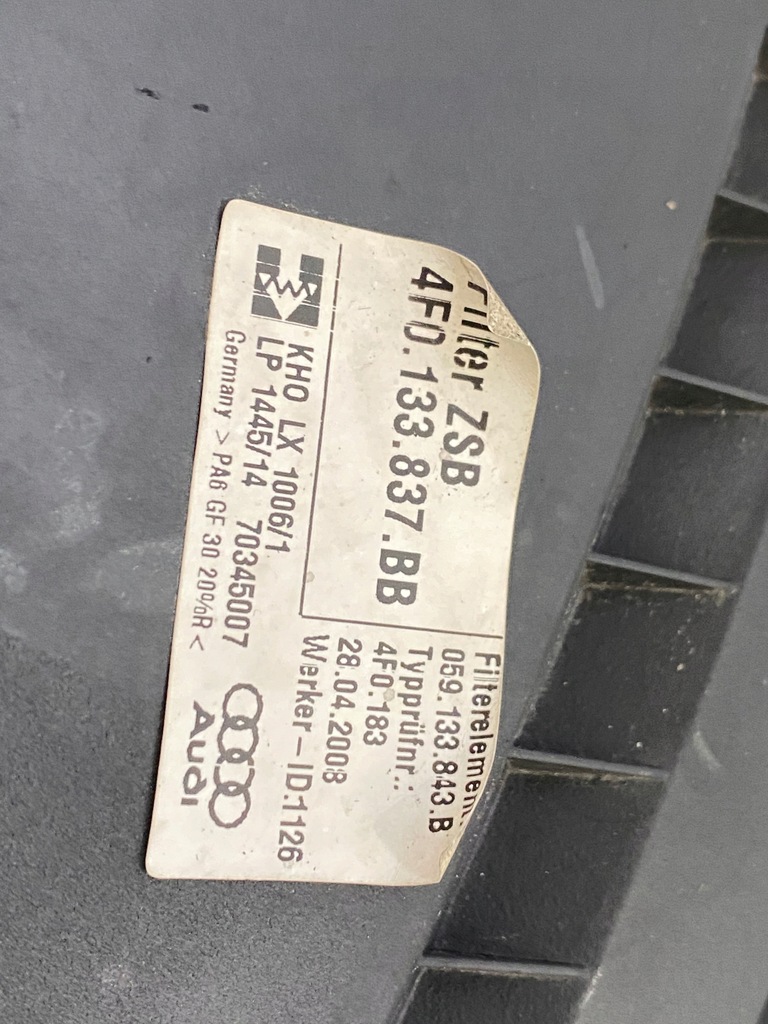 Filter ZSB
4F0.133.837.BB
Filterelement:
059.133.843.B
Typprüfnr.:
4F0.183
28.04.2008
Werker-ID:1126
KHO LX 1006/1
LP 1445/14 70345007
Germany > PA6 GF 30 20%R <
Audi